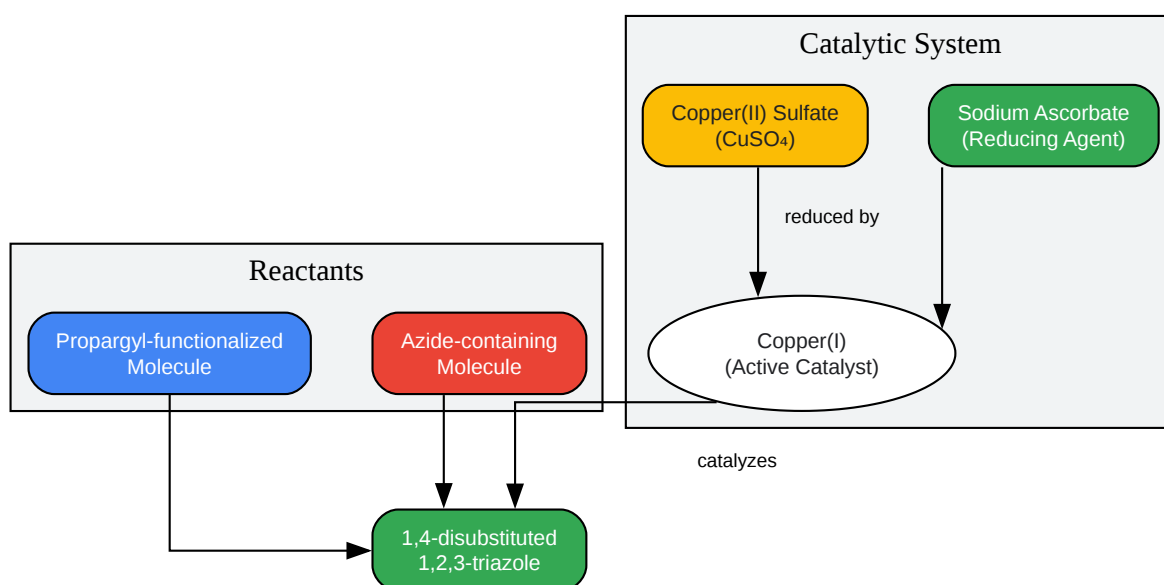 Catalytic System
Copper(II) Sulfate
(CuSO₄)
Sodium Ascorbate
(Reducing Agent)
reduced by
Reactants
Propargyl-functionalized
Molecule
Azide-containing
Molecule
Copper(I)
(Active Catalyst)
catalyzes
1,4-disubstituted
1,2,3-triazole